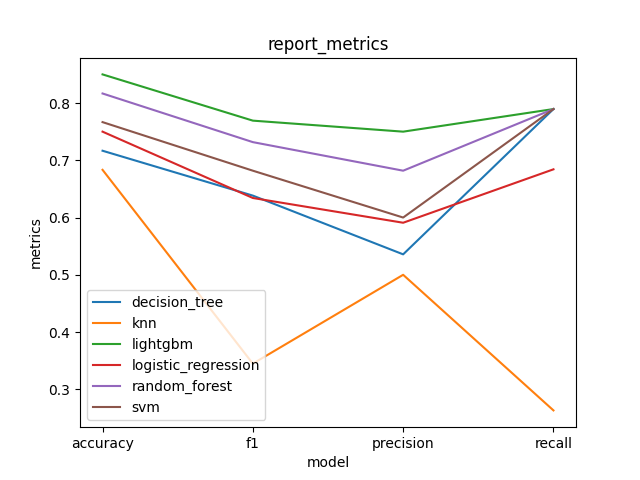 report_metrics
metrics
0.8
0.7
0.6
0.5
0.4
0.3
decision_tree
knn
lightgbm
logistic_regression
random_forest
svm
accuracy f1 precision recall
model